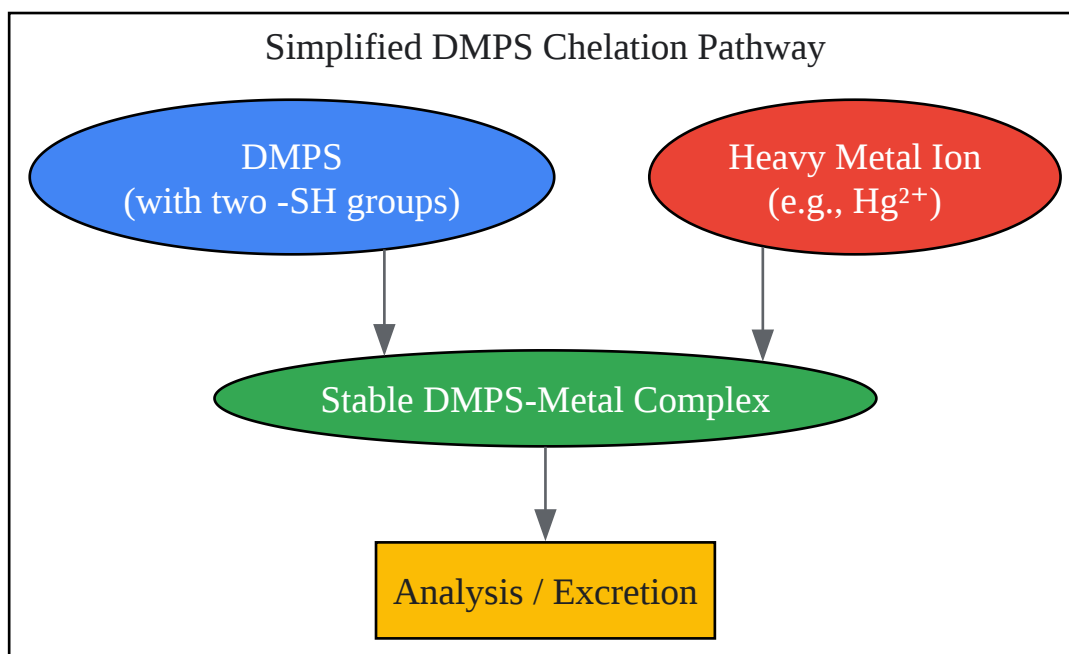 Simplified DMPS Chelation Pathway
DMPS
(with two -SH groups)
Heavy Metal Ion
(e.g., Hg²⁺)
Stable DMPS-Metal Complex
Analysis / Excretion